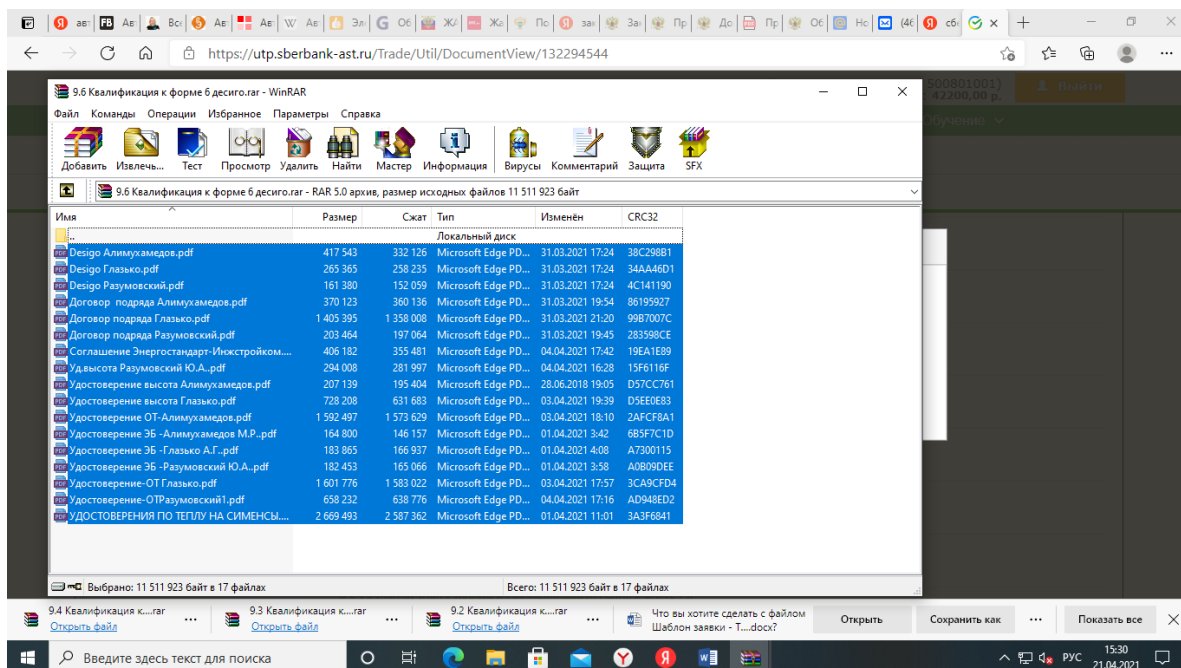 https://utp.sberbank-ast.ru/Trade/Util/DocumentView/132294544
9.6 Квалификация к форме 6 десиго.rar - WinRAR
500801001)
42200,00 р.
Выйти
Обучение
Файл Команды Операции Избранное Параметры Справка
Добавить Извлечь... Тест Просмотр Удалить Найти Мастер Информация Вирусы Комментарий Защита SFX
9.6 Квалификация к форме 6 десиго.rar - RAR 5.0 архив, размер исходных файлов 11 511 923 байт
Имя Размер Сжат Тип Изменён CRC32
.. Локальный диск
Desigo Алимухамедов.pdf 417 543 332 126 Microsoft Edge PD... 31.03.2021 17:24 38C298B1
Desigo Глазько.pdf 265 365 258 235 Microsoft Edge PD... 31.03.2021 17:24 34AA46D1
Desigo Разумовский.pdf 161 380 152 059 Microsoft Edge PD... 31.03.2021 17:24 4C141190
Договор подряда Алимухамедов.pdf 370 123 360 136 Microsoft Edge PD... 31.03.2021 19:54 86195927
Договор подряда Глазько.pdf 1 405 395 1 358 008 Microsoft Edge PD... 31.03.2021 21:20 99B7007C
Договор подряда Разумовский.pdf 203 464 197 064 Microsoft Edge PD... 31.03.2021 19:45 283598CE
Соглашение Энергостандарт-Инжстройком.... 406 182 355 481 Microsoft Edge PD... 04.04.2021 17:42 19EA1E89
Уд.высота Разумовский Ю.А..pdf 294 008 281 997 Microsoft Edge PD... 04.04.2021 16:28 15F6116F
Удостоверение высота Алимухамедов.pdf 207 139 195 404 Microsoft Edge PD... 28.06.2018 19:05 D57CC761
Удостоверение высота Глазько.pdf 728 208 631 683 Microsoft Edge PD... 03.04.2021 19:39 D5EE0E83
Удостоверение ОТ-Алимухамедов.pdf 1 592 497 1 573 629 Microsoft Edge PD... 03.04.2021 18:10 2AFCF8A1
Удостоверение ЭБ -Алимухамедов М.Р..pdf 164 800 146 157 Microsoft Edge PD... 01.04.2021 3:42 6B5F7C1D
Удостоверение ЭБ -Глазько А.Г..pdf 183 865 166 937 Microsoft Edge PD... 01.04.2021 4:08 A7300115
Удостоверение ЭБ -Разумовский Ю.А..pdf 182 453 165 066 Microsoft Edge PD... 01.04.2021 3:58 A0B09DEE
Удостоверение-ОТ Глазько.pdf 1 601 776 1 583 022 Microsoft Edge PD... 03.04.2021 17:57 3CA9CFD4
Удостоверение-ОТРазумовский1.pdf 658 232 638 776 Microsoft Edge PD... 04.04.2021 17:16 AD948ED2
УДОСТОВЕРЕНИЯ ПО ТЕПЛУ НА СИМЕНСЫ.... 2 669 493 2 587 362 Microsoft Edge PD... 01.04.2021 11:01 3A3F6841
Выбрано: 11 511 923 байт в 17 файлах Всего: 11 511 923 байт в 17 файлах
9.4 Квалификация к....rar
Открыть файл
9.3 Квалификация к....rar
Открыть файл
9.2 Квалификация к....rar
Открыть файл
Что вы хотите сделать с файлом
Шаблон заявки - Т....docx?
Открыть Сохранить как Показать все
Введите здесь текст для поиска
РУС
15:30
21.04.2021